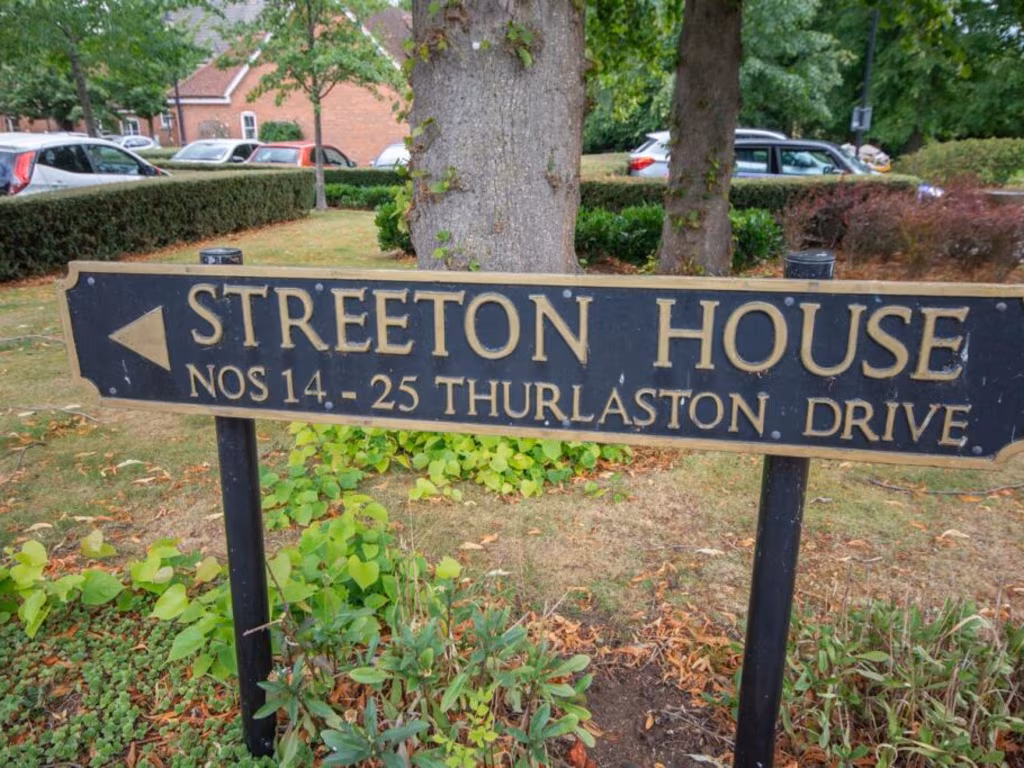 STREETON HOUSE
NOS 14 - 25 THURLASTON DRIVE